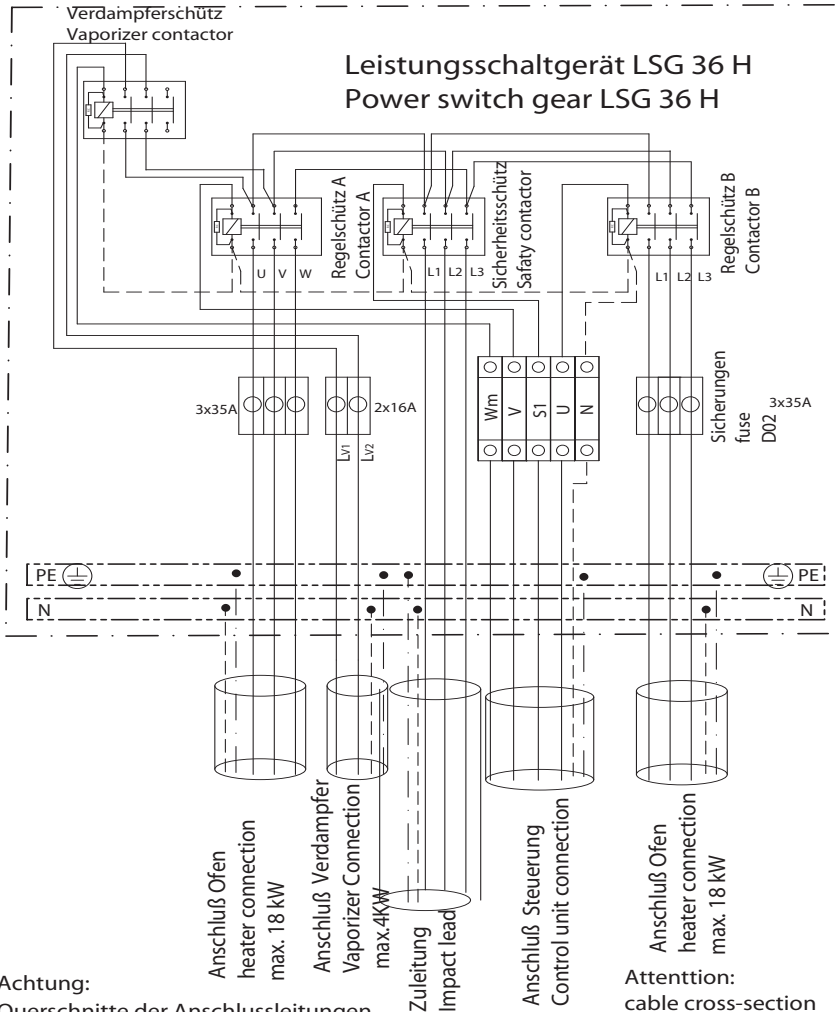 Verdampferschütz
Vaporizer contactor
Leistungsschaltgerät LSG 36 H
Power switch gear LSG 36 H
Regelschütz A
Contactor A
Sicherheitsschütz
Safaty contactor
Regelschütz B
Contactor B
U V W
L1 L2 L3
L1 L2 L3
3x35A
2x16A
LV1
LV2
Wm
V
S1
U
N
Sicherungen
fuse
D02
3x35A
PE
PE
N
N
Anschluß Ofen
heater connection
max. 18 kW
Anschluß Verdampfer
Vaporizer Connection
max.4KW
Zuleitung
Impact lead
Anschluß Steuerung
Control unit connection
Anschluß Ofen
heater connection
max. 18 kW
Achtung:
Querschnitte der Anschlussleitungen
Attenttion:
cable cross-section